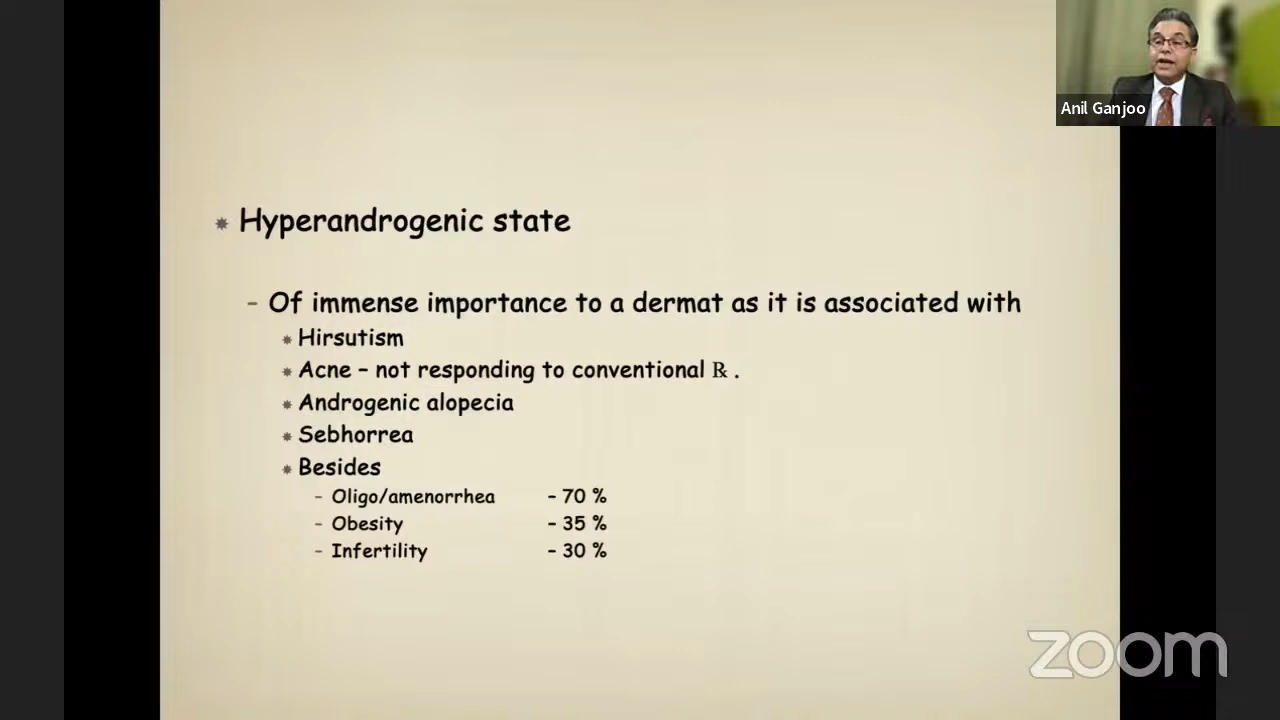 Anil Ganjoo
Hyperandrogenic state
– Of immense importance to a dermat as it is associated with
Hirsutism
Acne – not responding to conventional ℞ .
Androgenic alopecia
Sebhorrea
Besides
– Oligo/amenorrhea – 70 %
– Obesity – 35 %
– Infertility – 30 %
zoom